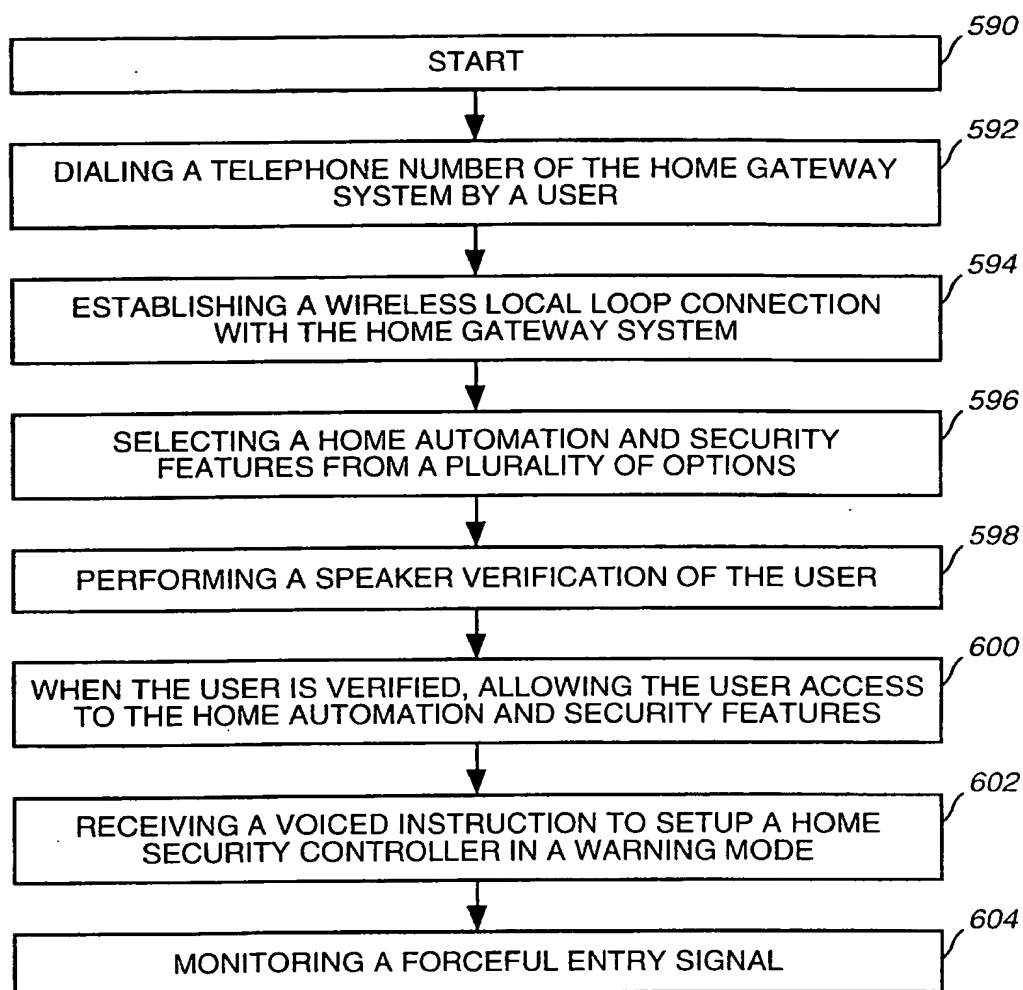 590
START
592
DIALING A TELEPHONE NUMBER OF THE HOME GATEWAY
SYSTEM BY A USER
594
ESTABLISHING A WIRELESS LOCAL LOOP CONNECTION
WITH THE HOME GATEWAY SYSTEM
596
SELECTING A HOME AUTOMATION AND SECURITY
FEATURES FROM A PLURALITY OF OPTIONS
598
PERFORMING A SPEAKER VERIFICATION OF THE USER
600
WHEN THE USER IS VERIFIED, ALLOWING THE USER ACCESS
TO THE HOME AUTOMATION AND SECURITY FEATURES
602
RECEIVING A VOICED INSTRUCTION TO SETUP A HOME
SECURITY CONTROLLER IN A WARNING MODE
604
MONITORING A FORCEFUL ENTRY SIGNAL